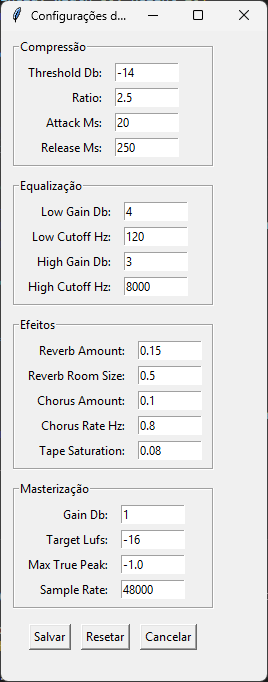 Configurações d...
Compressão
Threshold Db: -14
Ratio: 2.5
Attack Ms: 20
Release Ms: 250
Equalização
Low Gain Db: 4
Low Cutoff Hz: 120
High Gain Db: 3
High Cutoff Hz: 8000
Efeitos
Reverb Amount: 0.15
Reverb Room Size: 0.5
Chorus Amount: 0.1
Chorus Rate Hz: 0.8
Tape Saturation: 0.08
Masterização
Gain Db: 1
Target Lufs: -16
Max True Peak: -1.0
Sample Rate: 48000
Salvar Resetar Cancelar